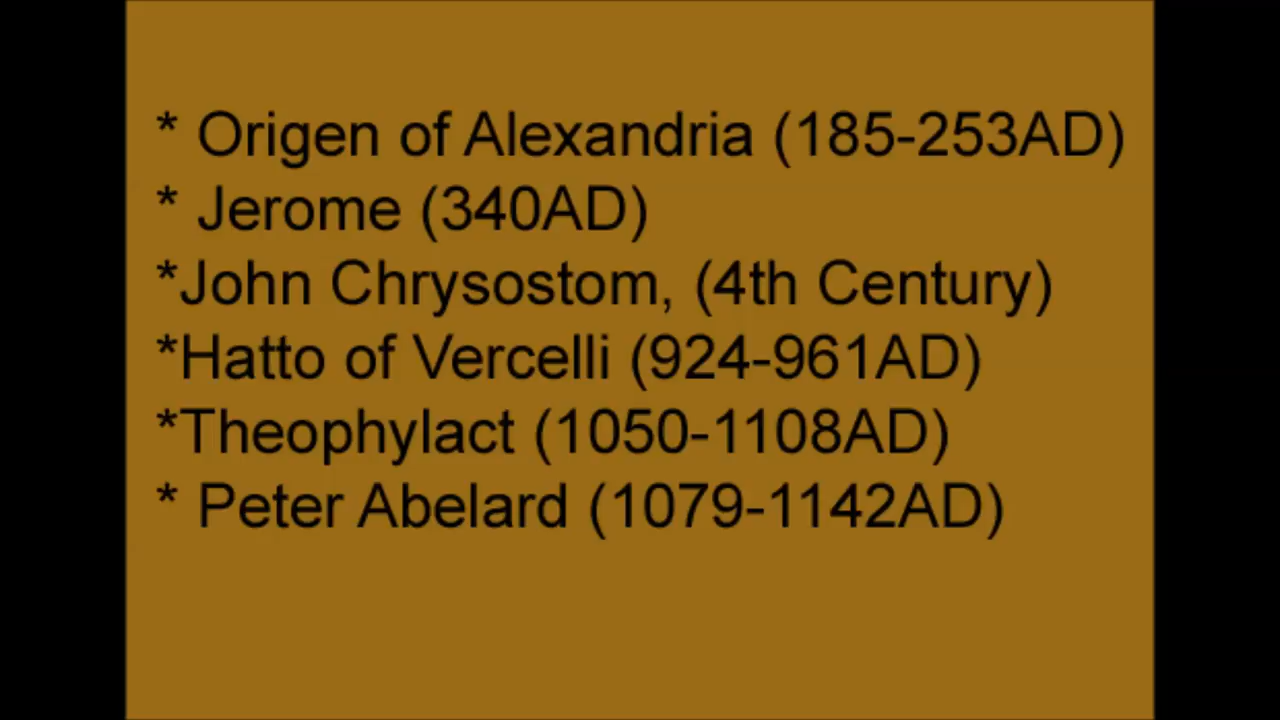 * Origen of Alexandria (185-253AD)
* Jerome (340AD)
*John Chrysostom, (4th Century)
*Hatto of Vercelli (924-961AD)
*Theophylact (1050-1108AD)
* Peter Abelard (1079-1142AD)